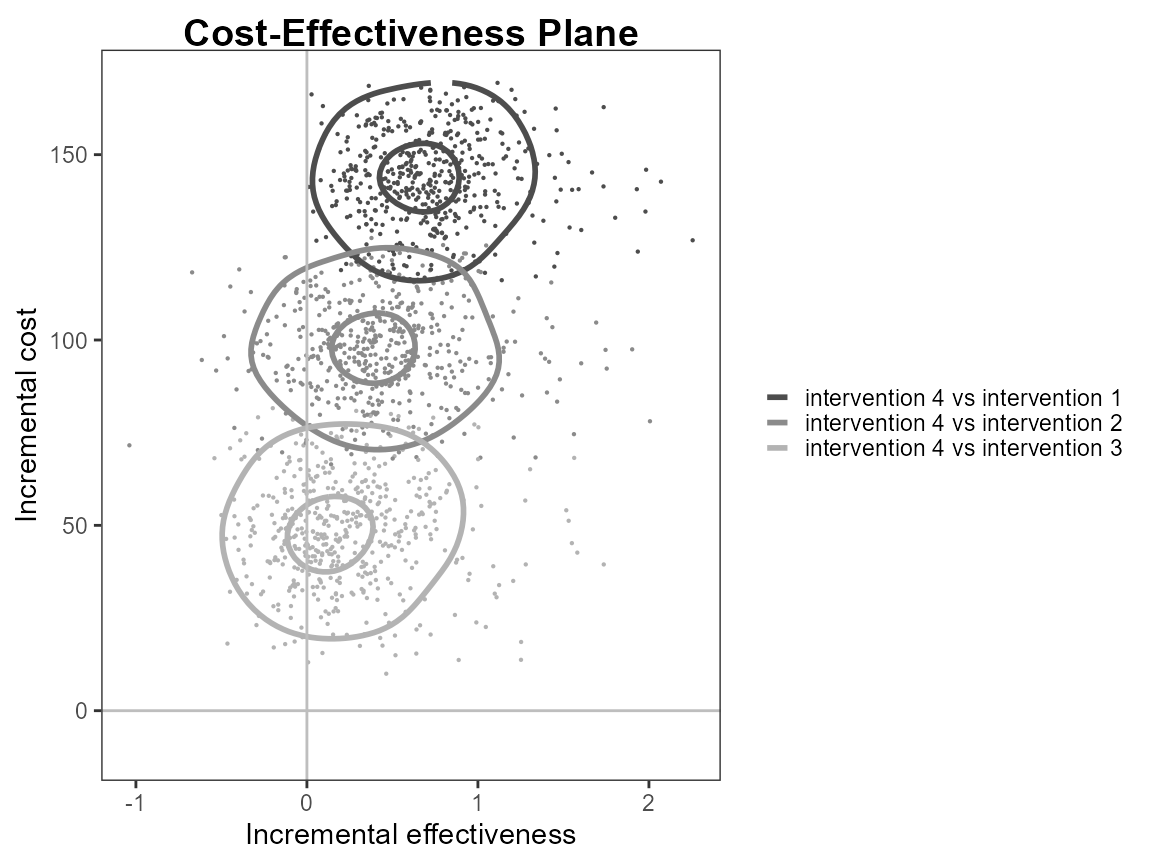 Cost-Effectiveness Plane
Incremental cost
150
100
50
0
-1
0
1
2
Incremental effectiveness
intervention 4 vs intervention 1
intervention 4 vs intervention 2
intervention 4 vs intervention 3